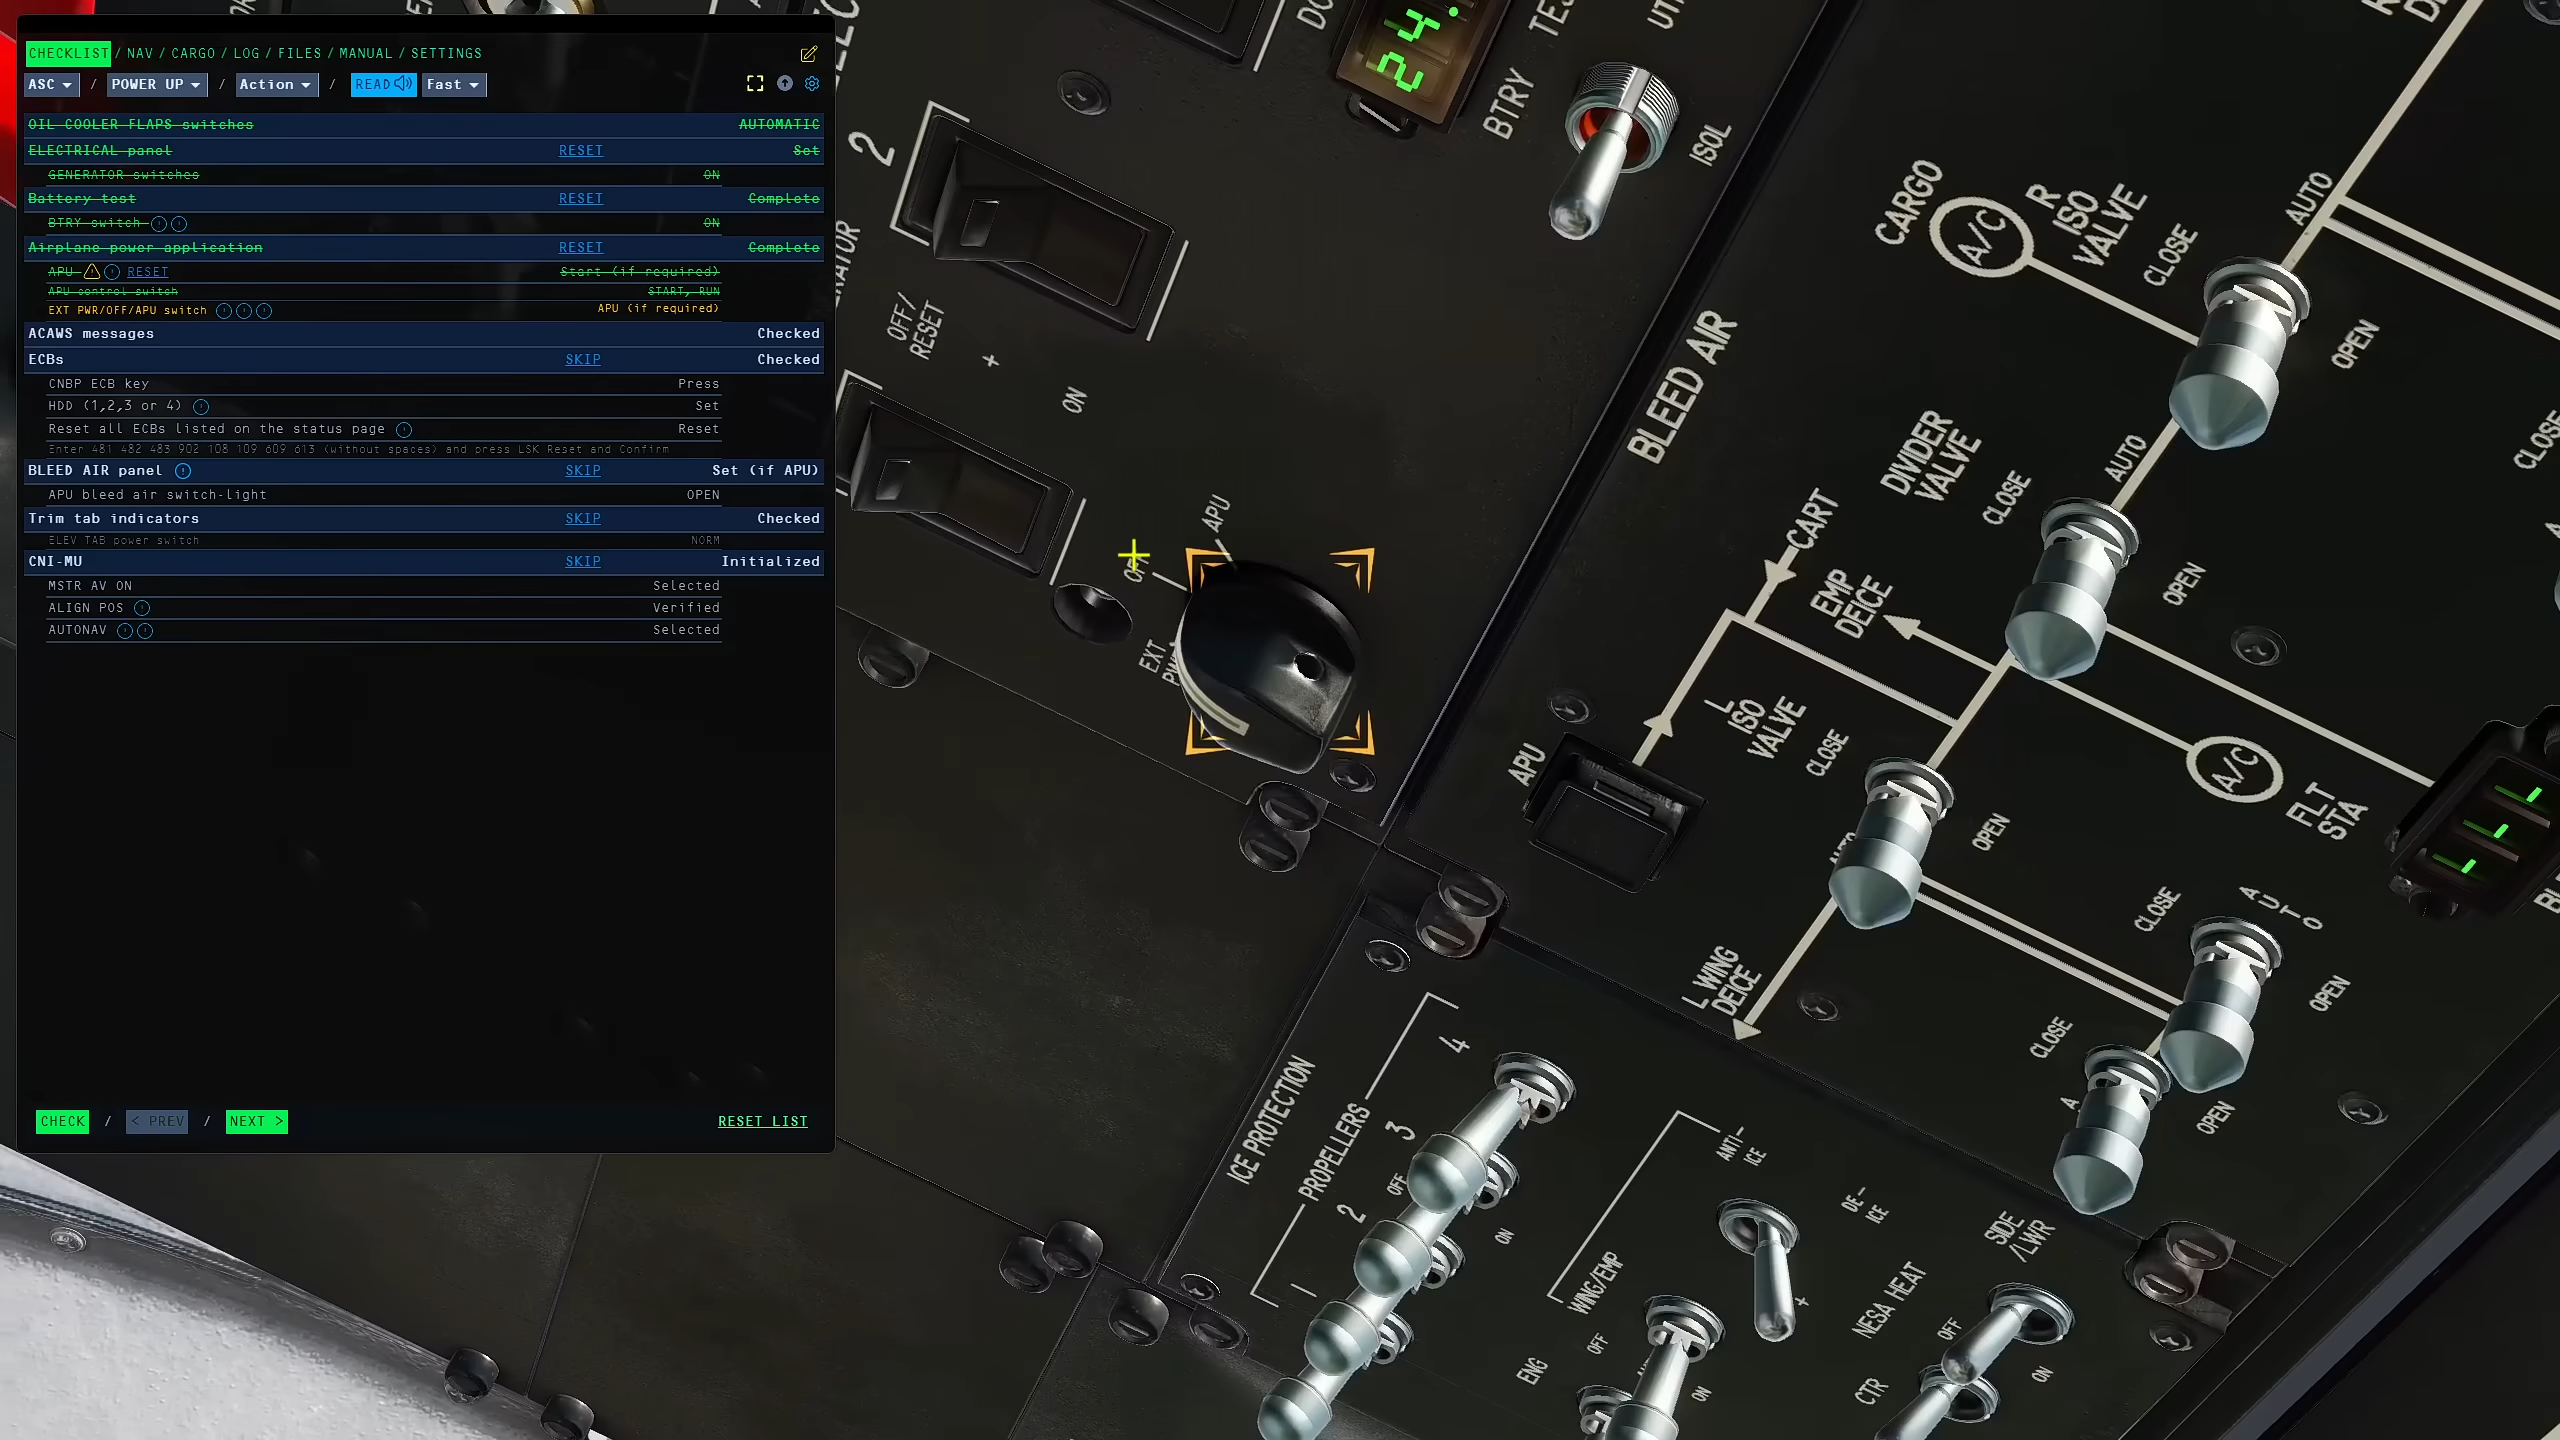 CHECKLIST / NAV / CARGO / LOG / FILES / MANUAL / SETTINGS
ASC / POWER UP / Action / READ Fast
OIL COOLER FLAPS switches AUTOMATIC
ELECTRICAL panel RESET Set
GENERATOR switches ON
Battery test RESET Complete
BTRY switch ON
Airplane power application RESET Complete
APU RESET Start (if required)
APU control switch START, RUN
EXT PWR/OFF/APU switch APU (if required)
ACAWS messages Checked
ECBs SKIP Checked
CNBP ECB key Press
HDD (1,2,3 or 4) Set
Reset all ECBs listed on the status page Reset
Enter 481 482 483 902 108 109 609 613 (without spaces) and press LSK Reset and Confirm
BLEED AIR panel SKIP Set (if APU)
APU bleed air switch-light OPEN
Trim tab indicators SKIP Checked
ELEV TAB power switch NORM
CNI-MU SKIP Initialized
MSTR AV ON Selected
ALIGN POS Verified
AUTONAV Selected
CHECK / < PREV / NEXT > RESET LIST
24.
BTRY
ISOL
2
OFF/
RESET
+
ON
APU
OFF
EXT
BLEED AIR
CARGO
A/C
R
ISO
VALVE
CLOSE
AUTO
OPEN
DIVIDER
VALVE
CLOSE
AUTO
OPEN
CART
EMP
DEICE
L
ISO
VALVE
CLOSE
OPEN
APU
A/C
FLT
STA
CLOSE
L WING
DEICE
CLOSE
AUTO
OPEN
CLOSE
A
OPEN
ICE PROTECTION
PROPELLERS
4
3
2
1
OFF
ON
ANTI-
ICE
DE-
ICE
WING/EMP
+
ENG
OFF
ON
NESA HEAT
SIDE
/LWR
OFF
ON
CTR